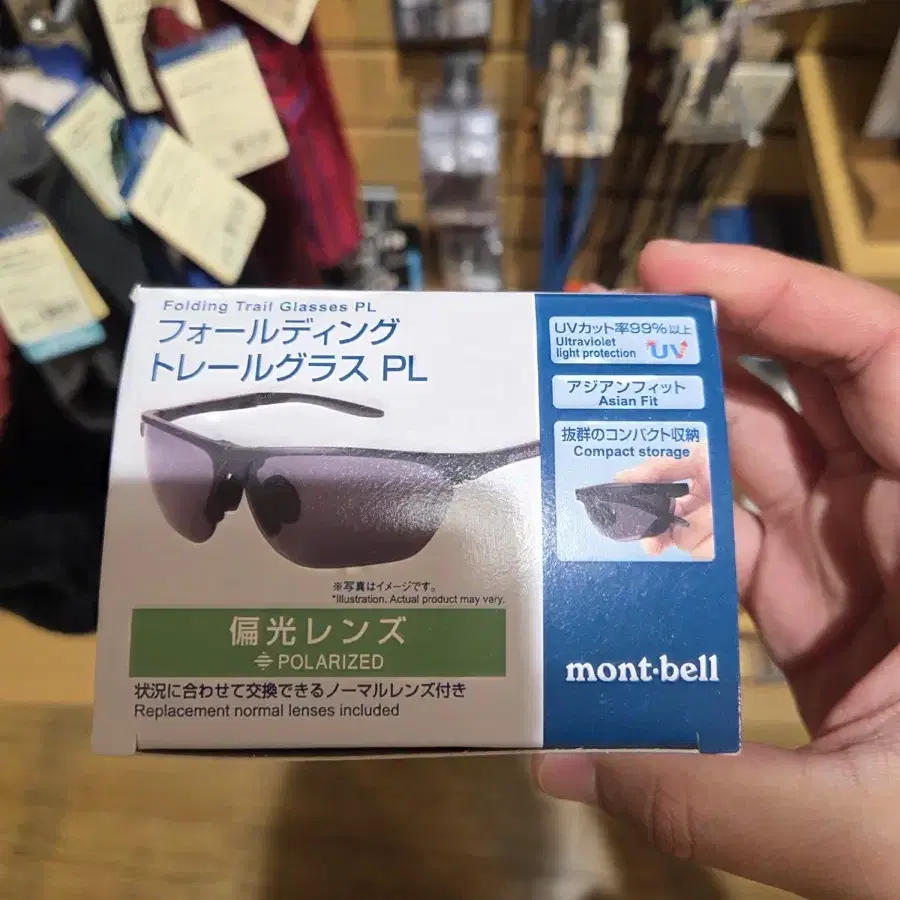 Folding Trail Glasses PL
フォールディング
トレールグラス PL
※写真はイメージです。
*Illustration. Actual product may vary.
偏光レンズ
POLARIZED
状況に合わせて交換できるノーマルレンズ付き
Replacement normal lenses included
UVカット率99%以上
Ultraviolet
light protection
UV
アジアンフィット
Asian Fit
抜群のコンパクト収納
Compact storage
mont·bell